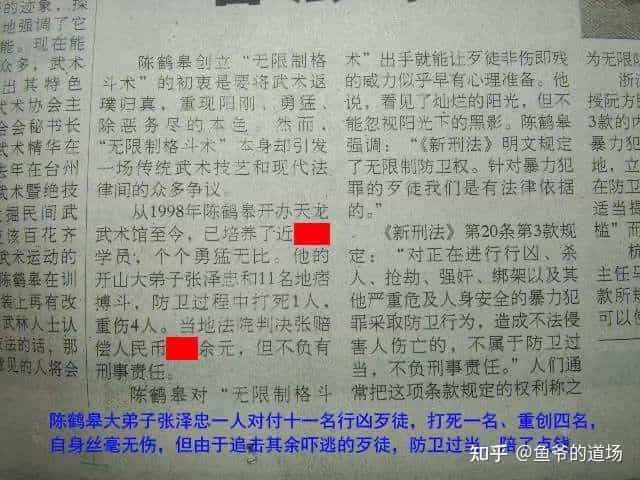 的迹象，探
地强调了它
能。现在能
众多，武术
出其特色
武术协会主
合会秘书长
武术精华在
去年在台州
武术暨绝技
发掘民间武
应该百花齐
武术运动的
陈鹤皋在训
装上再有改
武林人士认
法的话，那
常见的人将会
陈鹤皋创立“无限制格
斗术”的初衷是要将武术返
璞归真，重现阳刚、勇猛、
除恶务尽的本色。然而，
“无限制格斗术”本身却引发
一场传统武术技艺和现代法
律间的众多争议。
从1998年陈鹤皋开办天龙
武术馆至今，已培养了近
学员，个个勇猛无比。他的
开山大弟子张泽忠和11名地痞
搏斗，防卫过程中打死1人，
重伤4人。当地法院判决张赔
偿人民币 余元，但不负有
刑事责任。
陈鹤皋对“无限制格斗
术”出手就能让歹徒非伤即残
的威力似乎早有心理准备。他
说，看见了灿烂的阳光，但不
能忽视阳光下的黑影。陈鹤皋
强调：“《新刑法》明文规定
了无限制防卫权。针对暴力犯
罪的歹徒我们是有法律依据
的。”
《新刑法》第20条第3款规
定：“对正在进行行凶、杀
人、抢劫、强奸、绑架以及其
他严重危及人身安全的暴力犯
罪采取防卫行为，造成不法侵
害人伤亡的，不属于防卫过
当，不负刑事责任。”人们通
常把这项条款规定的权利称之
为无限防
浙江
授阮方
3款的内
暴力犯
立，在
在防卫
适当提
槛”而
杭
主任
款所
可以
陈鹤皋大弟子张泽忠一人对付十一名行凶歹徒，打死一名、重创四名，
自身丝毫无伤，但由于追击其余吓逃的歹徒，防卫过当，赔了点钱
知乎 @鱼爷的道场